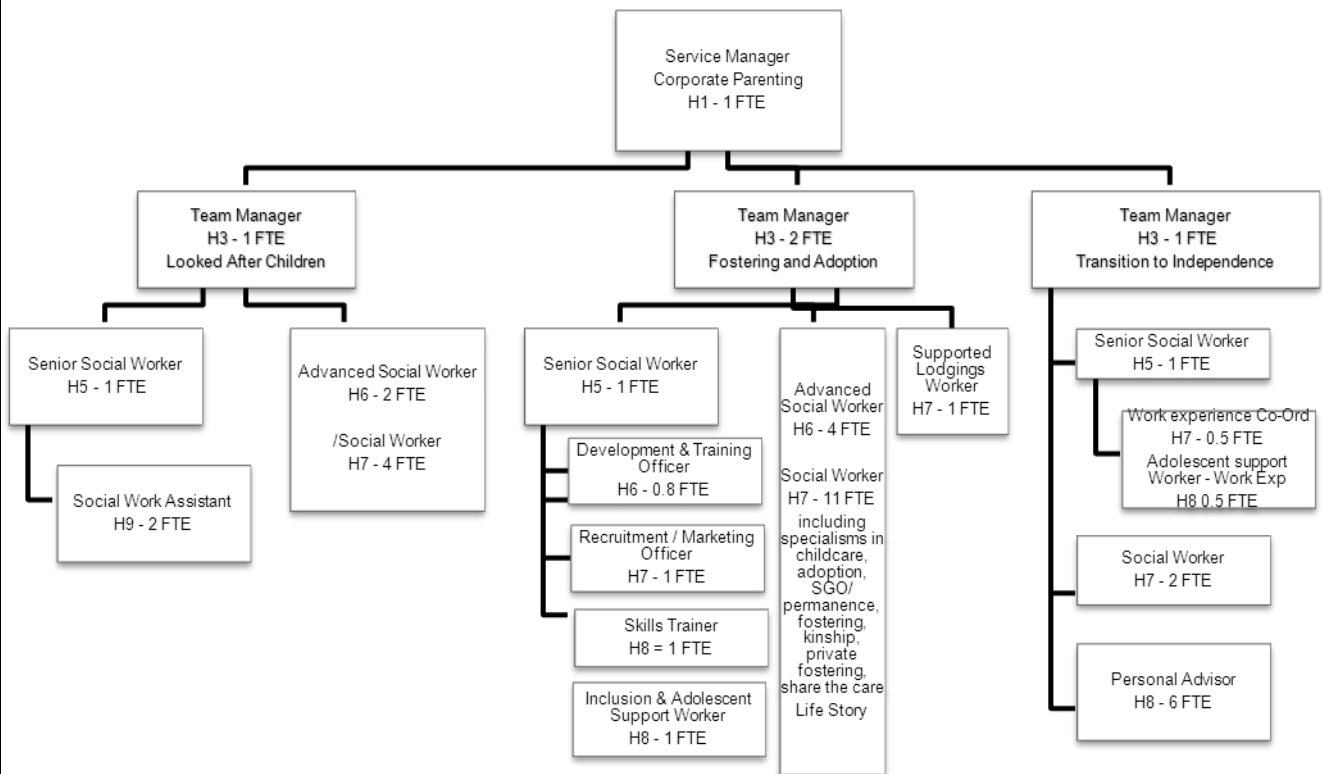 Service Manager
Corporate Parenting
H1 - 1 FTE
Team Manager
H3 - 1 FTE
Looked After Children
Team Manager
H3 - 2 FTE
Fostering and Adoption
Team Manager
H3 - 1 FTE
Transition to Independence
Senior Social Worker
H5 - 1 FTE
Social Work Assistant
H9 - 2 FTE
Advanced Social Worker
H6 - 2 FTE
/Social Worker
H7 - 4 FTE
Senior Social Worker
H5 - 1 FTE
Development & Training
Officer
H6 - 0.8 FTE
Recruitment / Marketing
Officer
H7 - 1 FTE
Skills Trainer
H8 = 1 FTE
Inclusion & Adolescent
Support Worker
H8 - 1 FTE
Advanced
Social Worker
H6 - 4 FTE
Social Worker
H7 - 11 FTE
including
specialisms in
childcare,
adoption,
SGO/
permanence,
fostering,
kinship,
private
fostering,
share the care
Life Story
Supported
Lodgings
Worker
H7 - 1 FTE
Senior Social Worker
H5 - 1 FTE
Work experience Co-Ord
H7 - 0.5 FTE
Adolescent support
Worker - Work Exp
H8 0.5 FTE
Social Worker
H7 - 2 FTE
Personal Advisor
H8 - 6 FTE